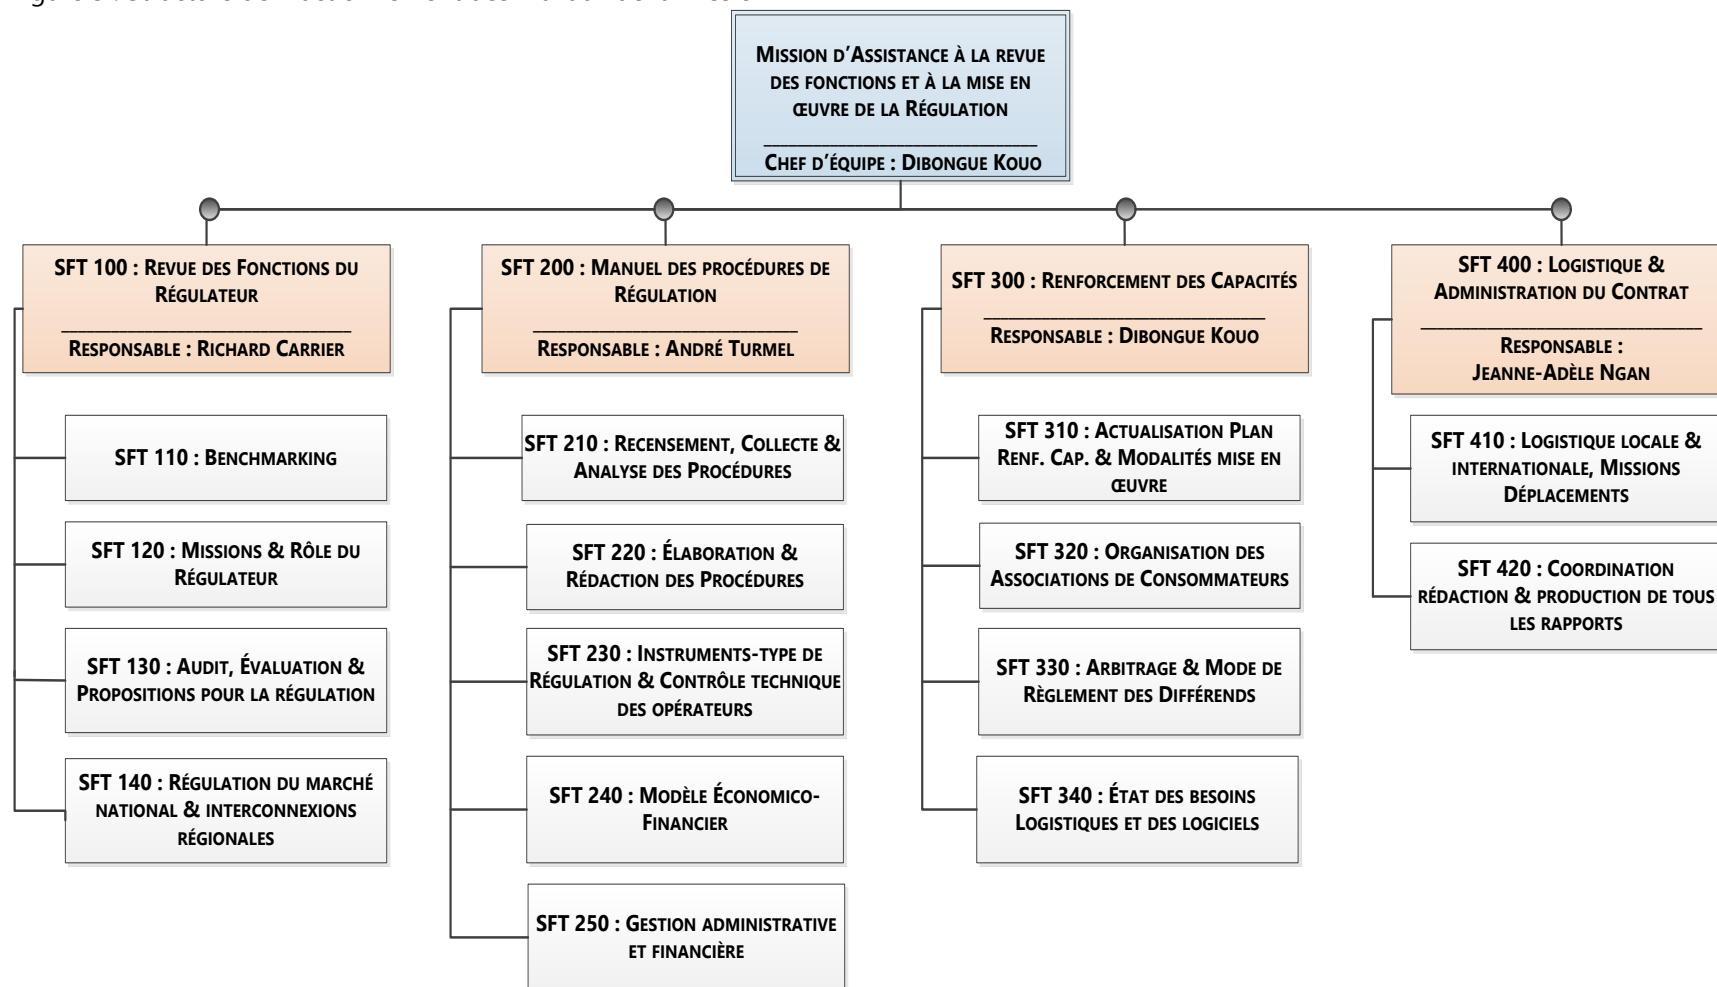 MISSION D'ASSISTANCE À LA REVUE
DES FONCTIONS ET À LA MISE EN
ŒUVRE DE LA RÉGULATION
CHEF D'ÉQUIPE : DIBONGUE KOUO
SFT 100 : REVUE DES FONCTIONS DU
RÉGULATEUR
RESPONSABLE : RICHARD CARRIER
SFT 110 : BENCHMARKING
SFT 120 : MISSIONS & RÔLE DU
RÉGULATEUR
SFT 130 : AUDIT, ÉVALUATION &
PROPOSITIONS POUR LA RÉGULATION
SFT 140 : RÉGULATION DU MARCHÉ
NATIONAL & INTERCONNEXIONS
RÉGIONALES
SFT 200 : MANUEL DES PROCÉDURES DE
RÉGULATION
RESPONSABLE : ANDRÉ TURMEL
SFT 210 : RECENSEMENT, COLLECTE &
ANALYSE DES PROCÉDURES
SFT 220 : ÉLABORATION &
RÉDACTION DES PROCÉDURES
SFT 230 : INSTRUMENTS-TYPE DE
RÉGULATION & CONTRÔLE TECHNIQUE
DES OPÉRATEURS
SFT 240 : MODÈLE ÉCONOMICO-
FINANCIER
SFT 250 : GESTION ADMINISTRATIVE
ET FINANCIÈRE
SFT 300 : RENFORCEMENT DES CAPACITÉS
RESPONSABLE : DIBONGUE KOUO
SFT 310 : ACTUALISATION PLAN
RENF. CAP. & MODALITÉS MISE EN
ŒUVRE
SFT 320 : ORGANISATION DES
ASSOCIATIONS DE CONSOMMATEURS
SFT 330 : ARBITRAGE & MODE DE
RÈGLEMENT DES DIFFÉRENDS
SFT 340 : ÉTAT DES BESOINS
LOGISTIQUES ET DES LOGICIELS
SFT 400 : LOGISTIQUE &
ADMINISTRATION DU CONTRAT
RESPONSABLE :
JEANNE-ADÈLE NGAN
SFT 410 : LOGISTIQUE LOCALE &
INTERNATIONALE, MISSIONS
DÉPLACEMENTS
SFT 420 : COORDINATION
RÉDACTION & PRODUCTION DE TOUS
LES RAPPORTS